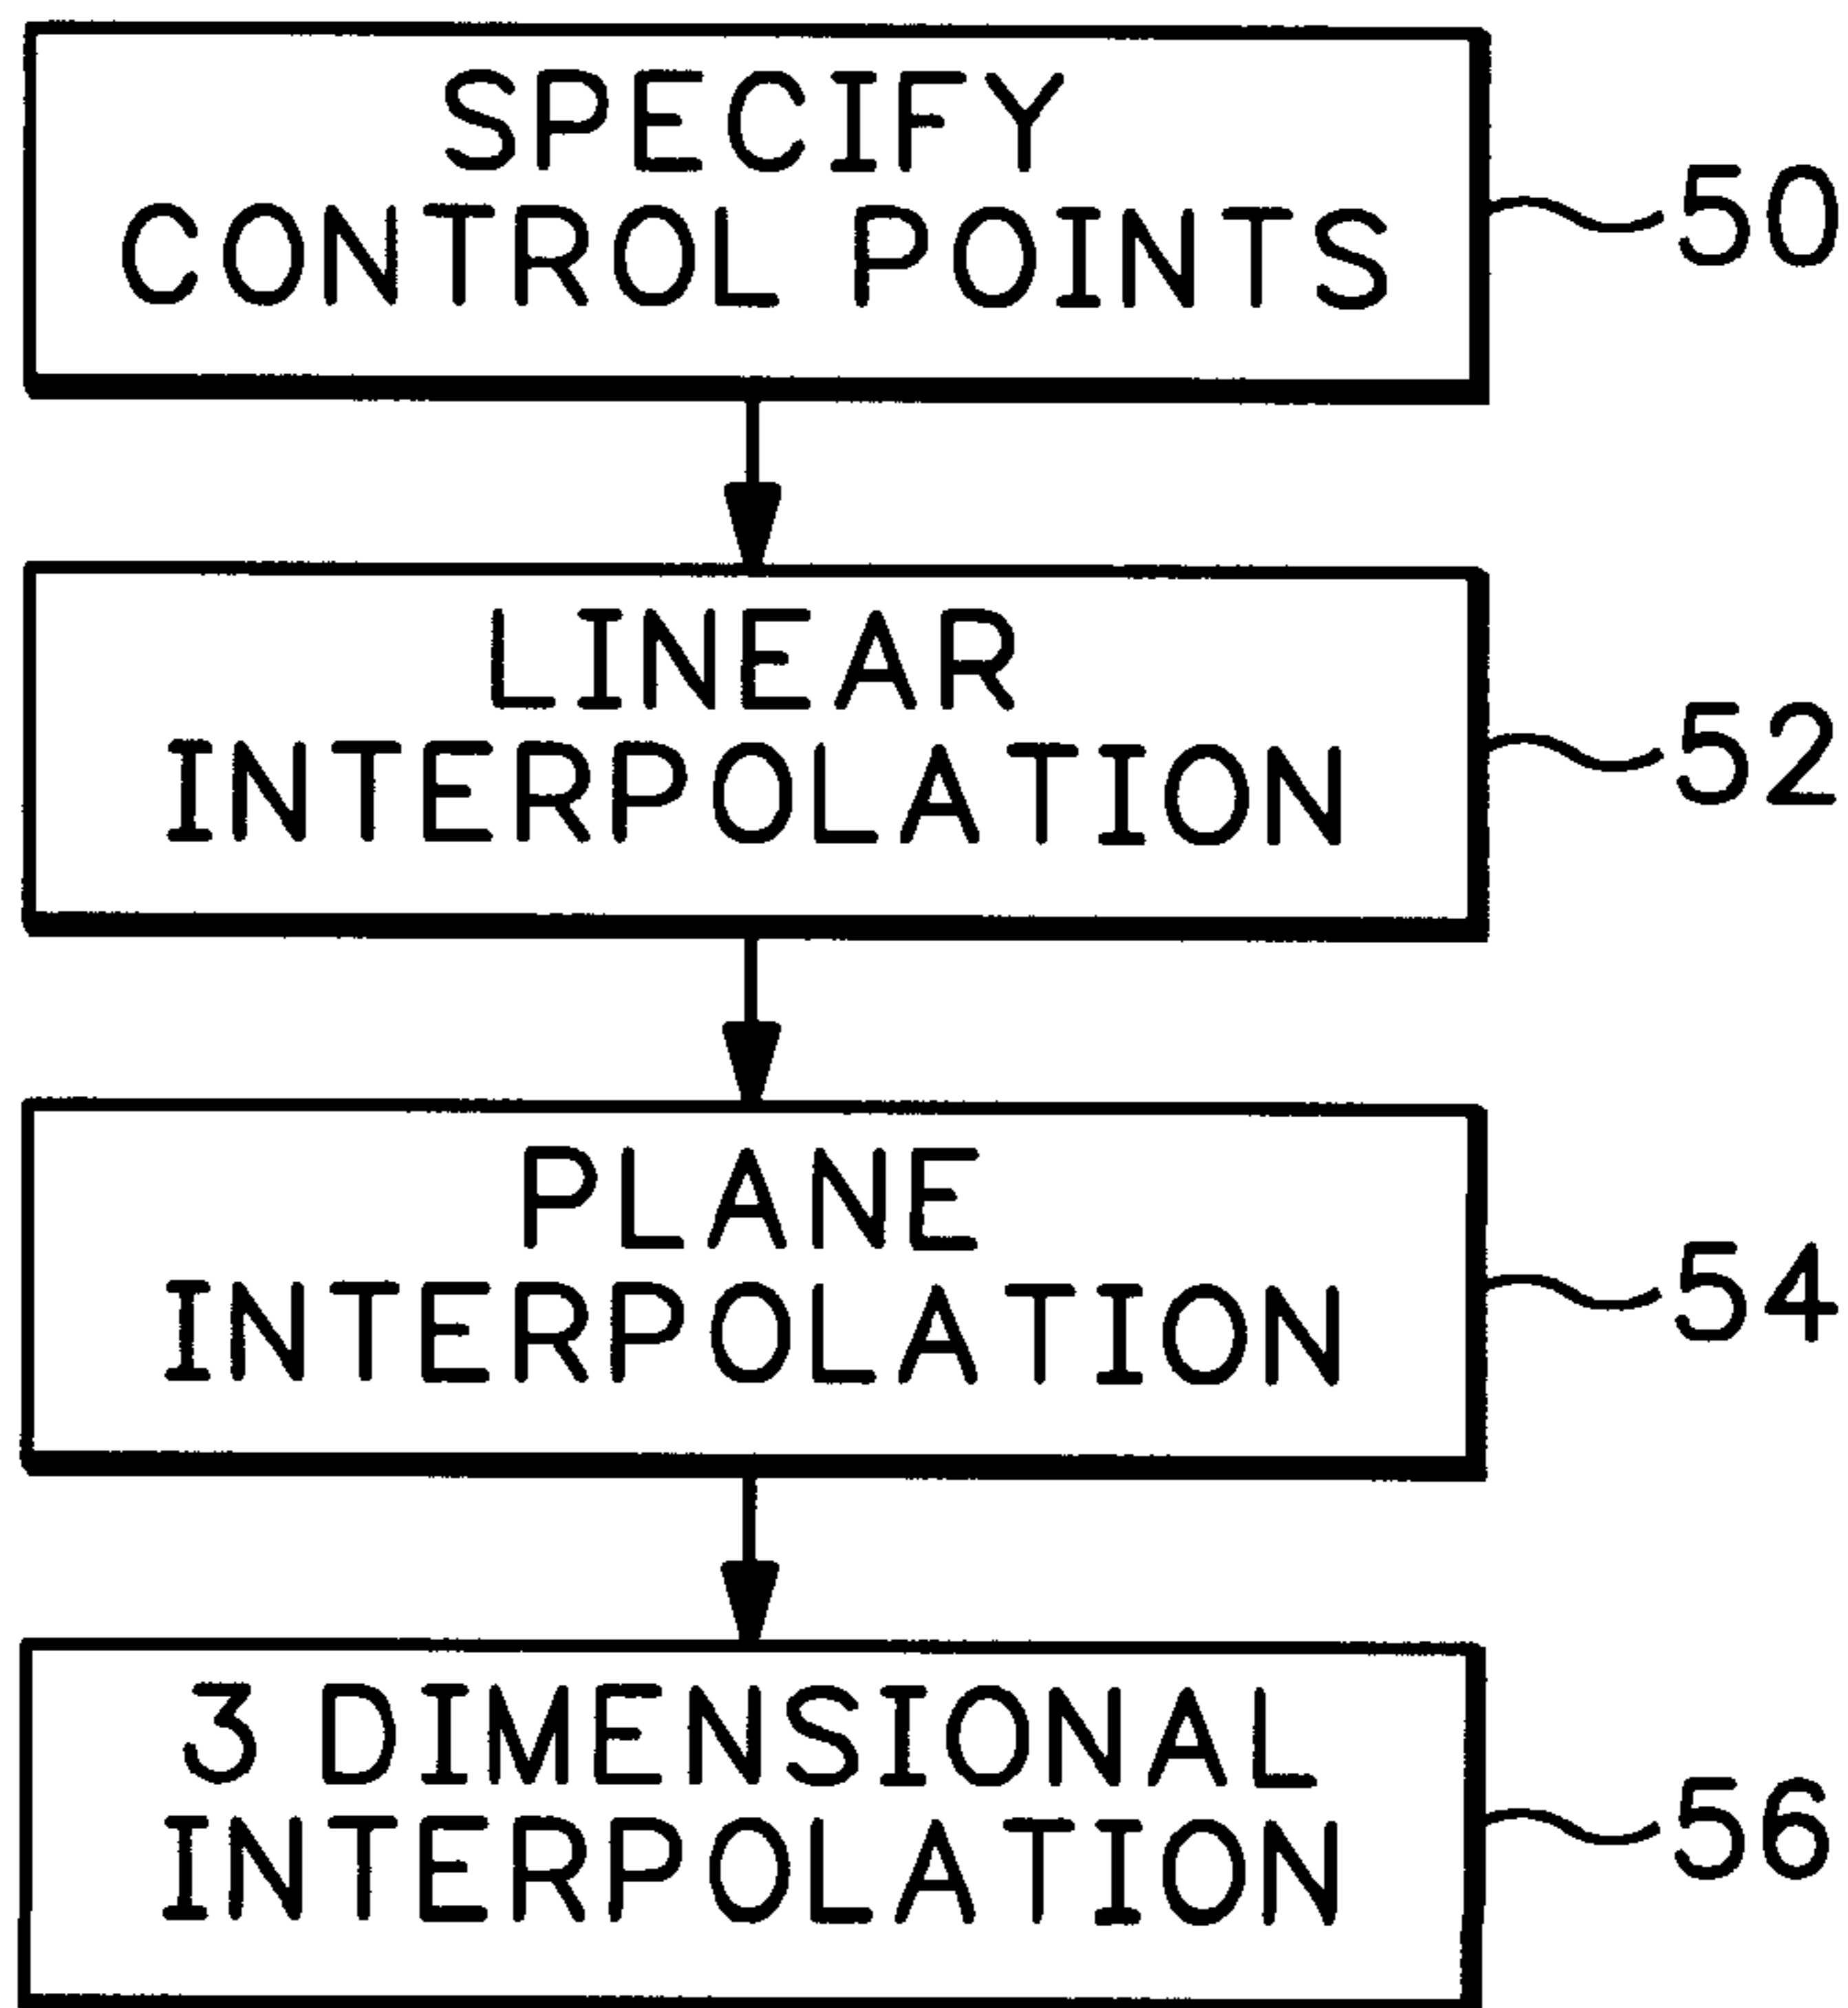 SPECIFY
CONTROL POINTS
50
LINEAR
INTERPOLATION
52
PLANE
INTERPOLATION
54
3 DIMENSIONAL
INTERPOLATION
56